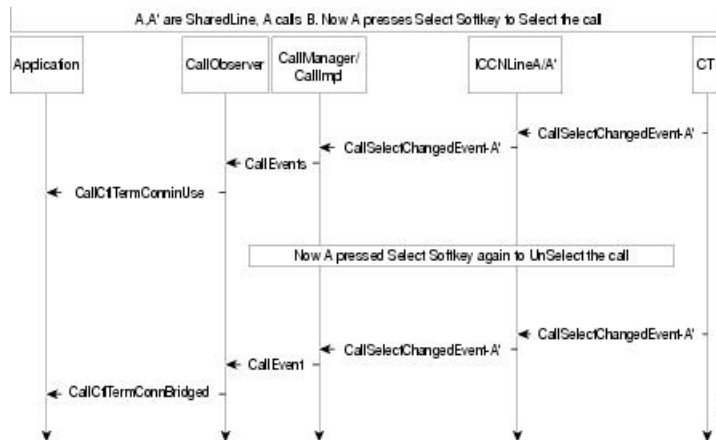 A,A' are SharedLine, A calls B. Now A presses Select Softkey to Select the call
Application
CallObserver
CallManager/
CallImpl
ICCNLineA/A'
CTI
CallSelectChangedEvent-A'
CallSelectChangedEvent-A'
CallEvents
CallCtlTermConnInUse
Now A pressed Select Softkey again to UnSelect the call
CallSelectChangedEvent-A'
CallSelectChangedEvent-A'
CallEvent
CallCtlTermConnBridged